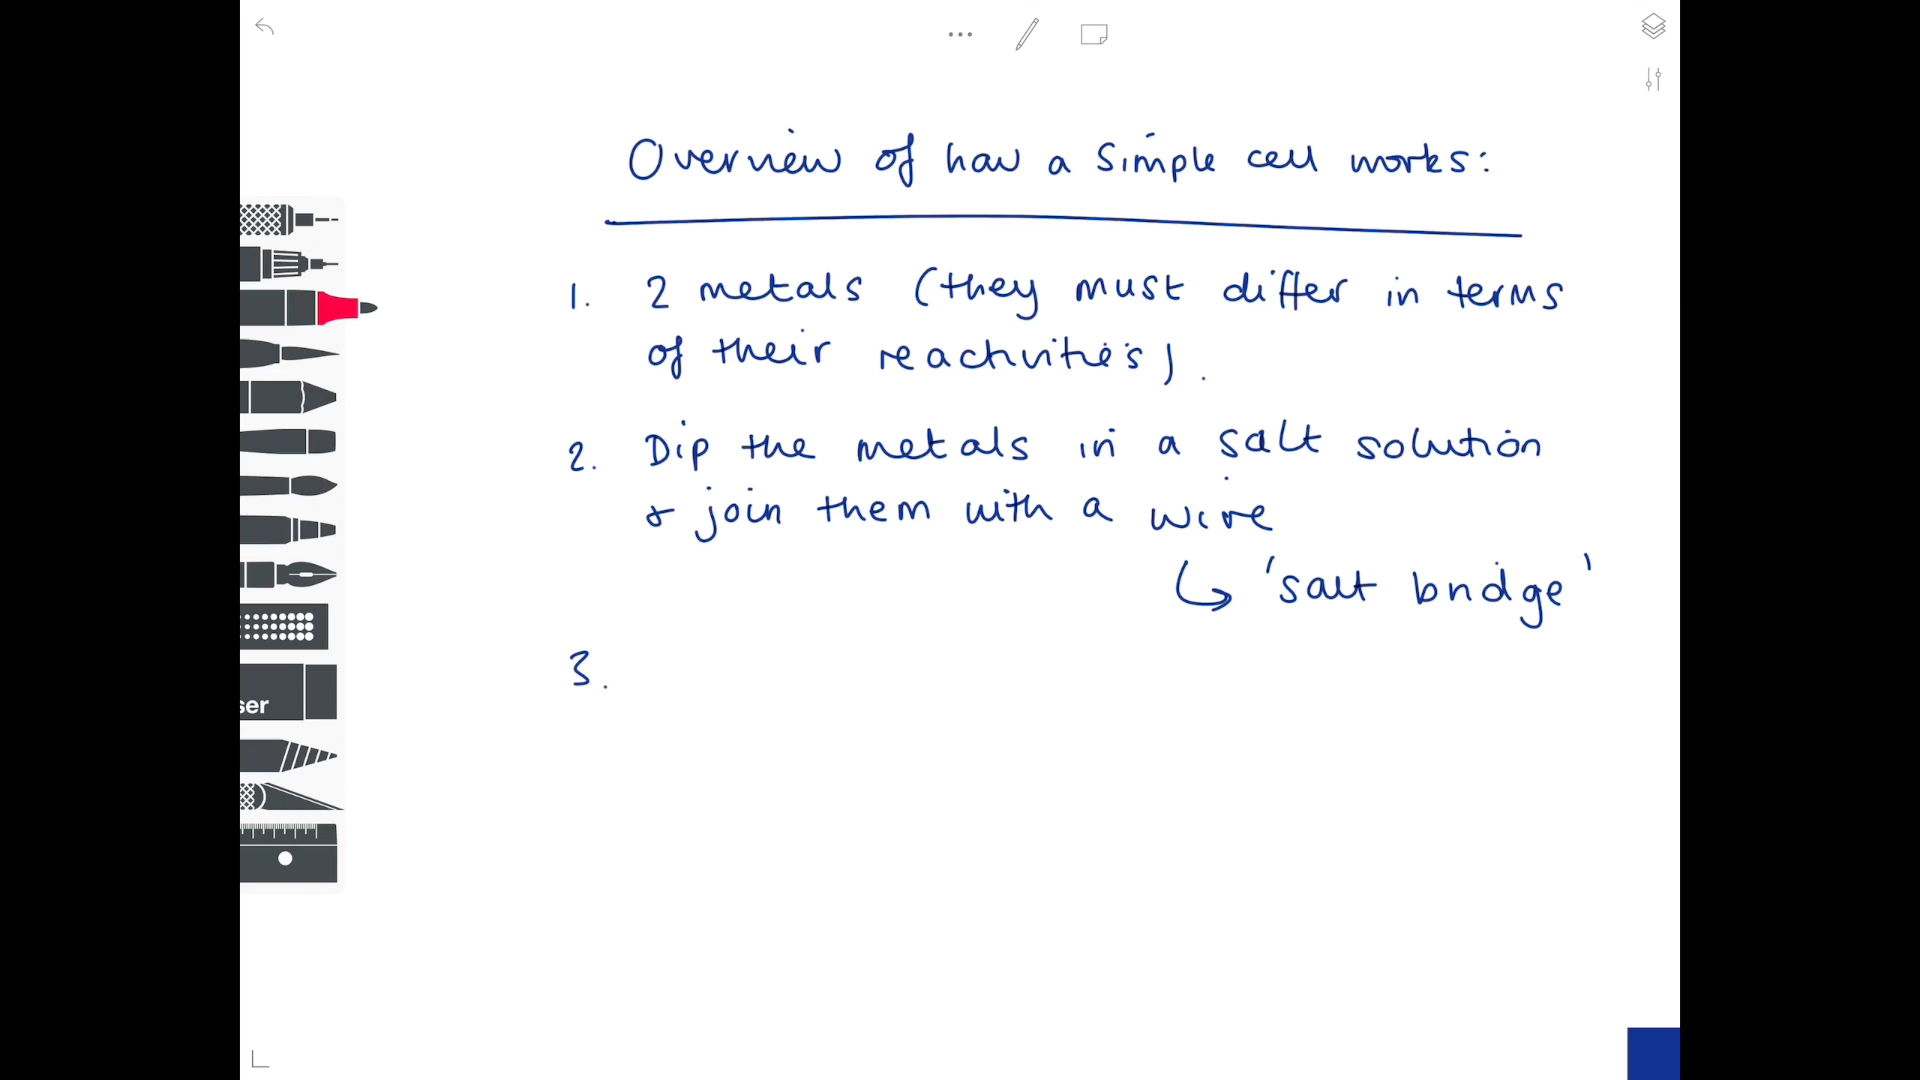 Overview of how a simple cell works:
1. 2 metals (they must differ in terms
of their reactivities).
2. Dip the metals in a salt solution
& join them with a wire
↳ 'salt bridge'
3.
ser